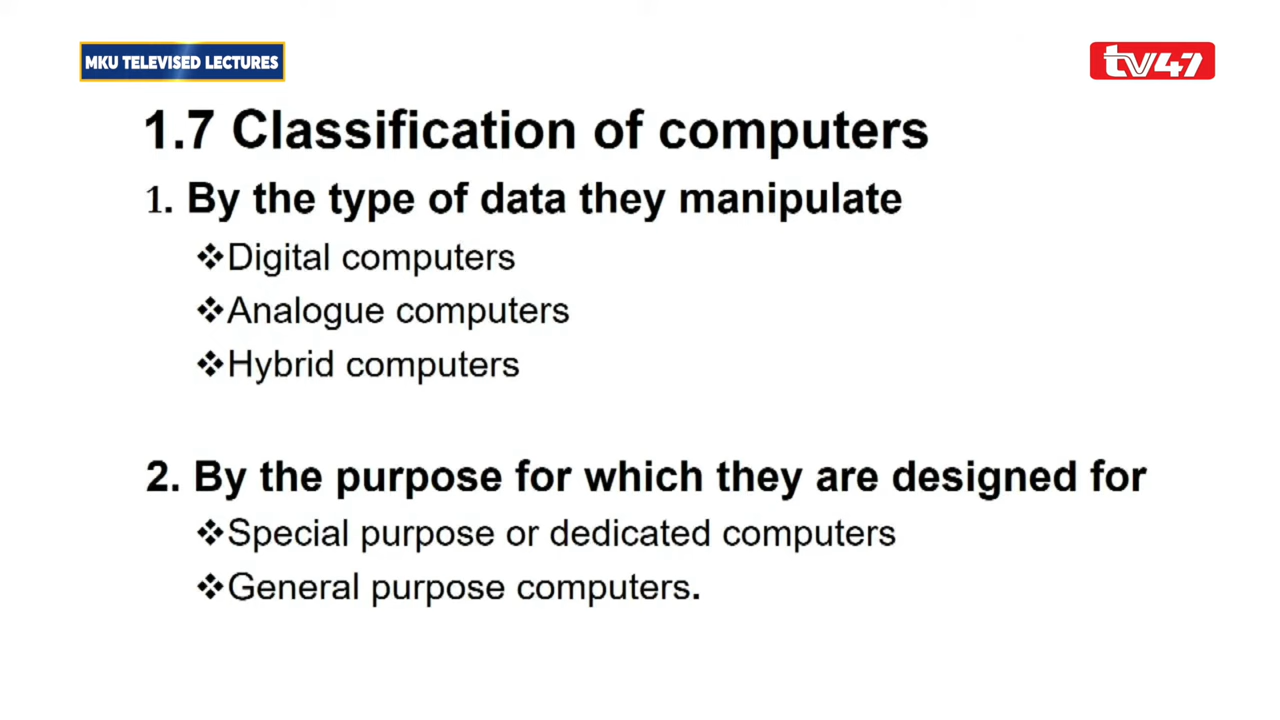 MKU TELEVISED LECTURES
tv47
1.7 Classification of computers
1. By the type of data they manipulate
❖Digital computers
❖Analogue computers
❖Hybrid computers
2. By the purpose for which they are designed for
❖Special purpose or dedicated computers
❖General purpose computers.